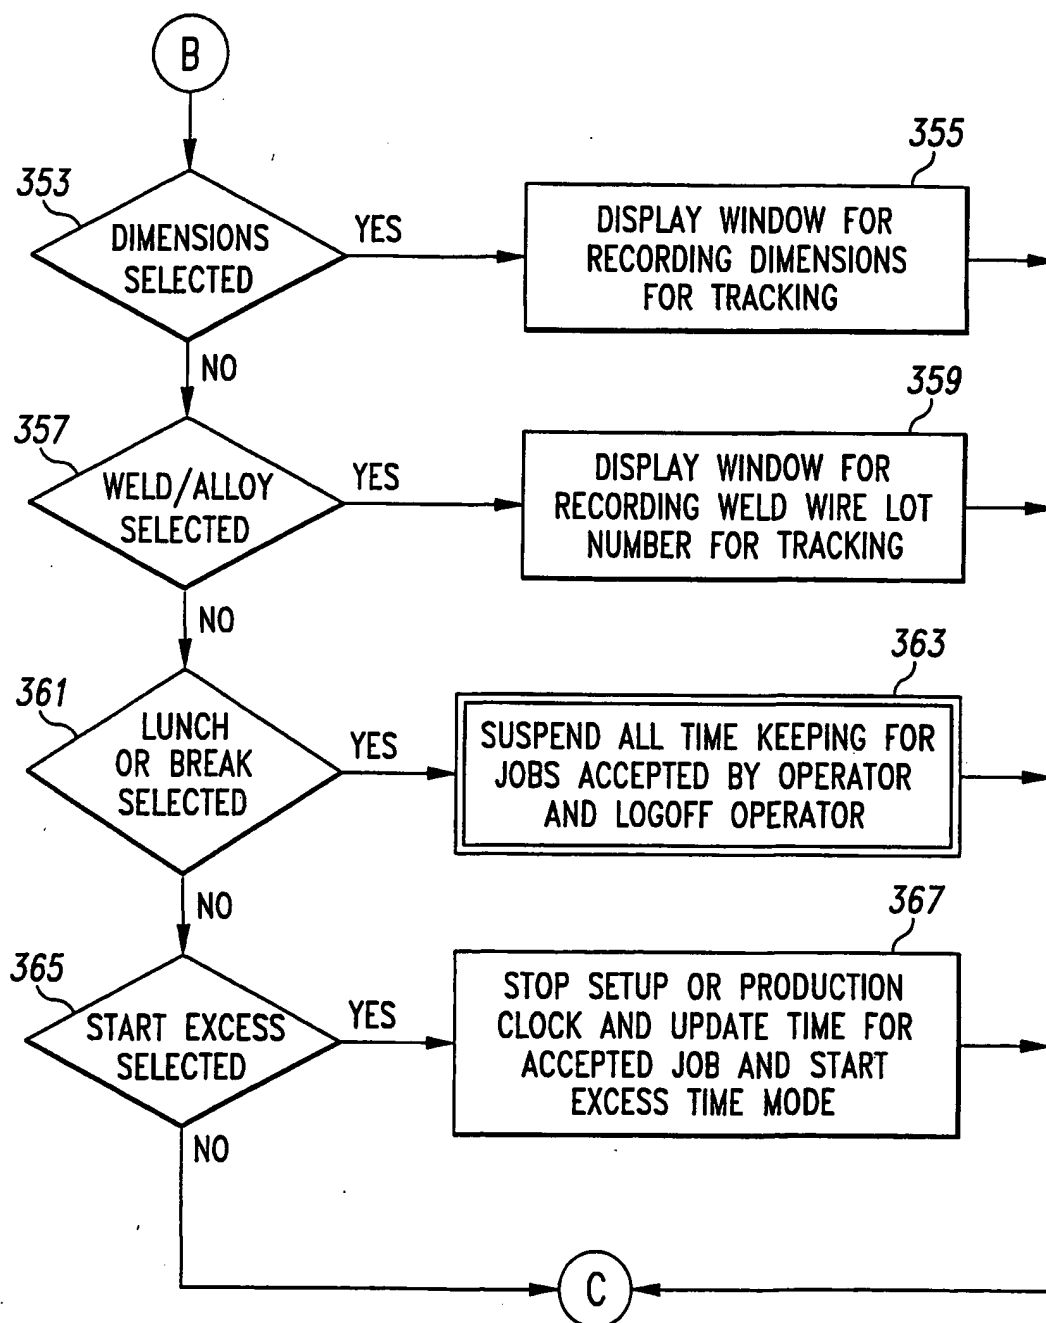 B
353
DIMENSIONS
SELECTED
YES
355
DISPLAY WINDOW FOR
RECORDING DIMENSIONS
FOR TRACKING
NO
357
WELD/ALLOY
SELECTED
YES
359
DISPLAY WINDOW FOR
RECORDING WELD WIRE LOT
NUMBER FOR TRACKING
NO
361
LUNCH
OR BREAK
SELECTED
YES
363
SUSPEND ALL TIME KEEPING FOR
JOBS ACCEPTED BY OPERATOR
AND LOGOFF OPERATOR
NO
365
START EXCESS
SELECTED
YES
367
STOP SETUP OR PRODUCTION
CLOCK AND UPDATE TIME FOR
ACCEPTED JOB AND START
EXCESS TIME MODE
NO
C